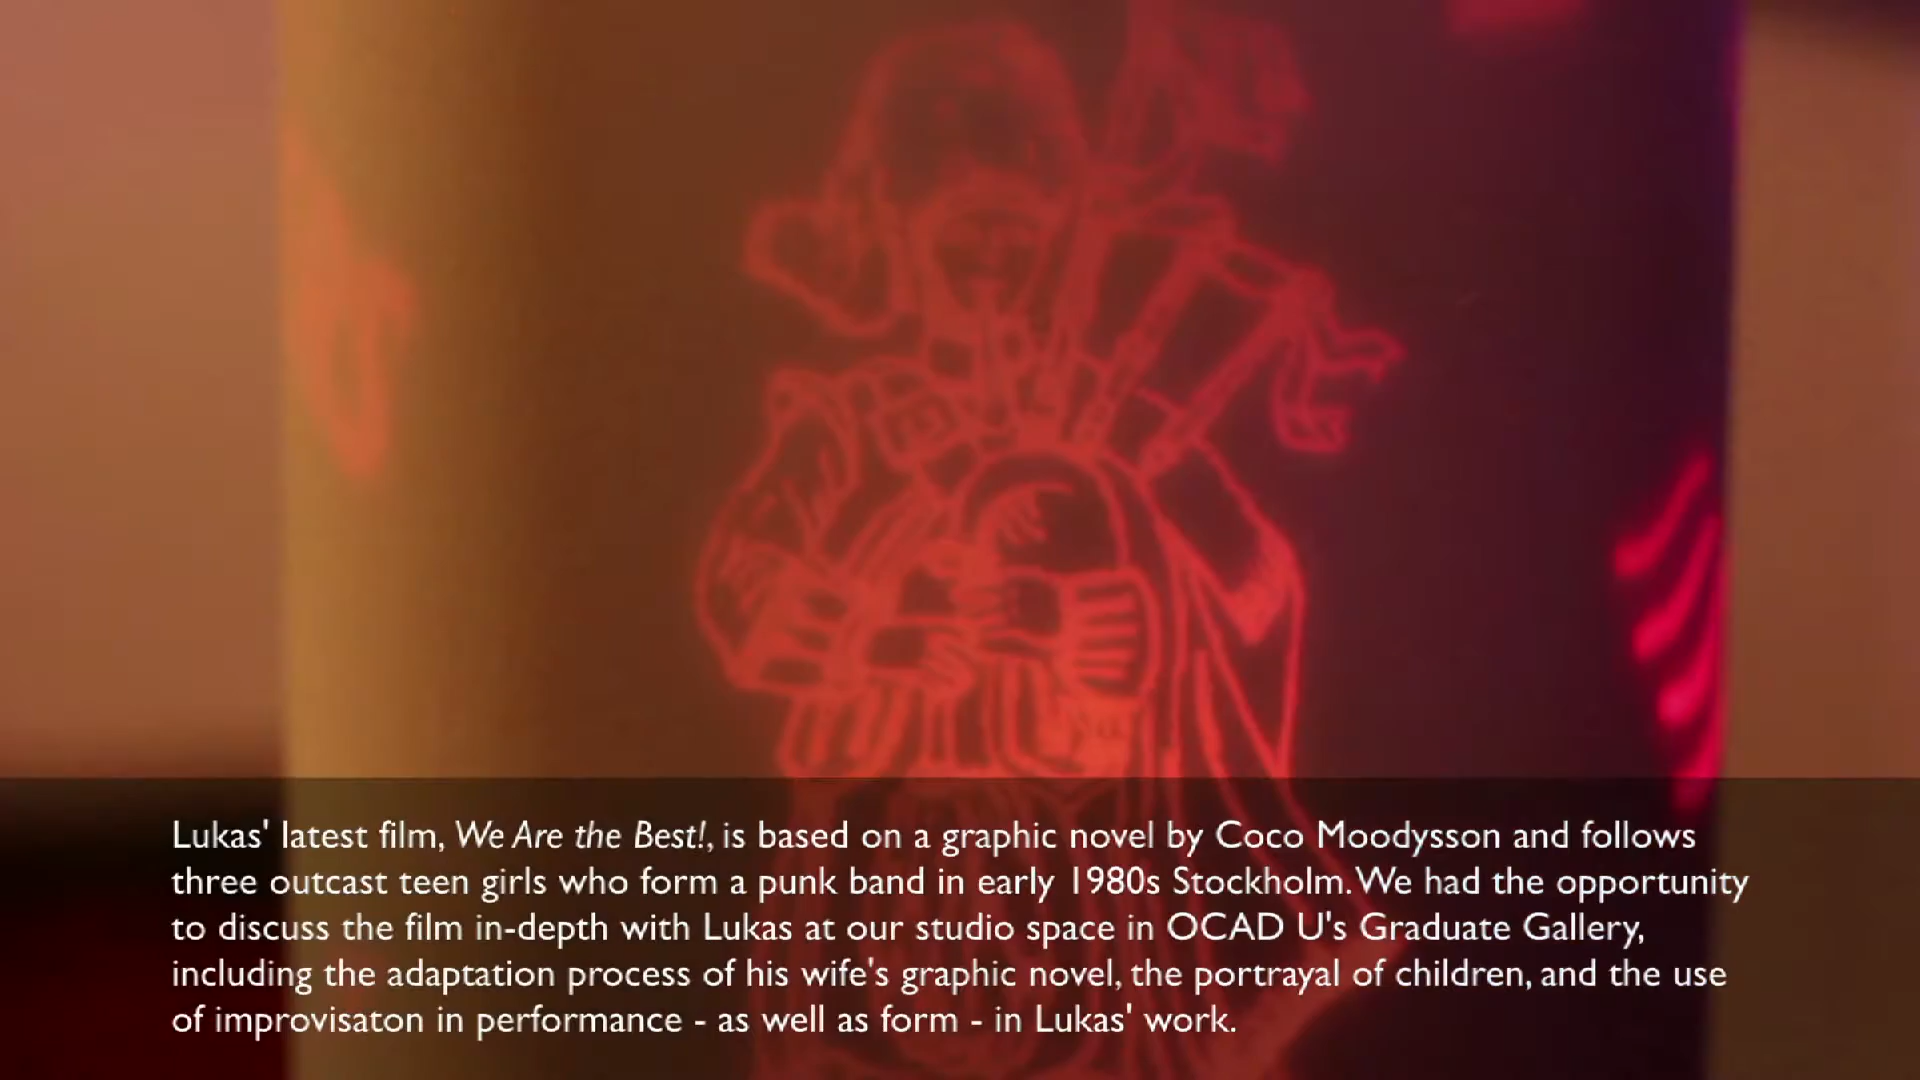 Lukas' latest film, We Are the Best!, is based on a graphic novel by Coco Moodysson and follows
three outcast teen girls who form a punk band in early 1980s Stockholm. We had the opportunity
to discuss the film in-depth with Lukas at our studio space in OCAD U's Graduate Gallery,
including the adaptation process of his wife's graphic novel, the portrayal of children, and the use
of improvisaton in performance - as well as form - in Lukas' work.